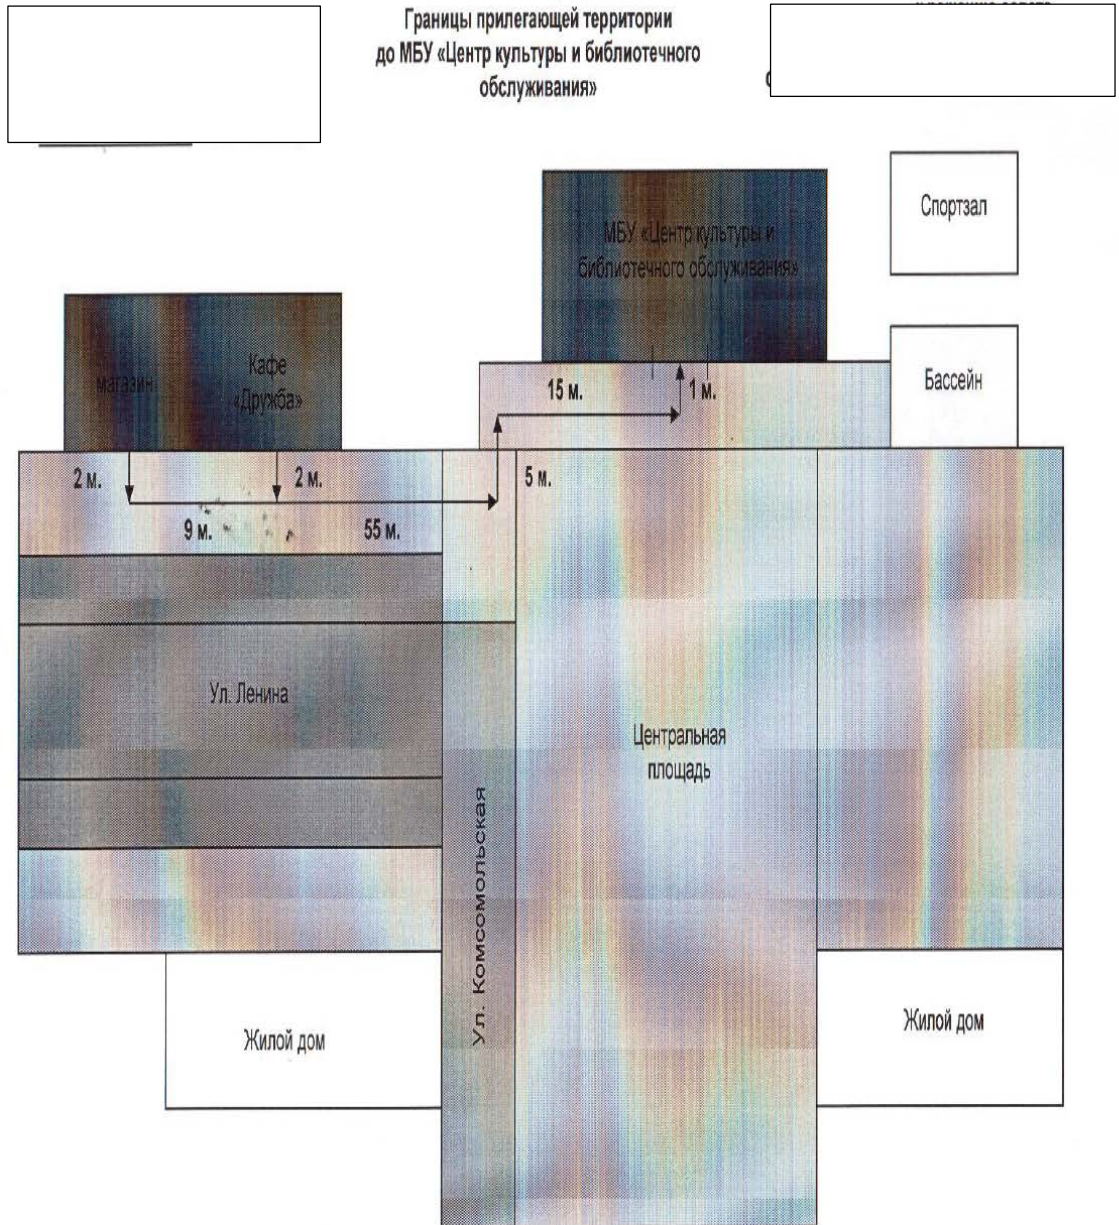 Границы прилегающей территории
до МБУ «Центр культуры и библиотечного
обслуживания»
Спортзал
МБУ «Центр культуры и
библиотечного обслуживания»
магазин
Кафе
«Дружба»
Бассейн
15 м.
1 м.
2 м.
2 м.
5 м.
9 м.
55 м.
Ул. Ленина
Центральная
площадь
Ул. Комсомольская
Жилой дом
Жилой дом